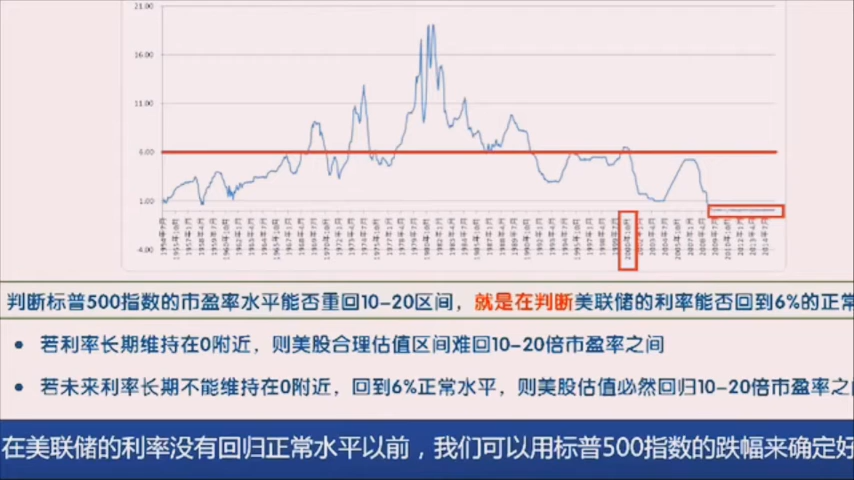 21.00
16.00
11.00
6.00
1.00
-4.00
判断标普500指数的市盈率水平能否重回10-20区间，就是在判断美联储的利率能否回到6%的正常
若利率长期维持在0附近，则美股合理估值区间难回10-20倍市盈率之间
若未来利率长期不能维持在0附近，回到6%正常水平，则美股估值必然回归10-20倍市盈率之
在美联储的利率没有回归正常水平以前，我们可以用标普500指数的跌幅来确定好